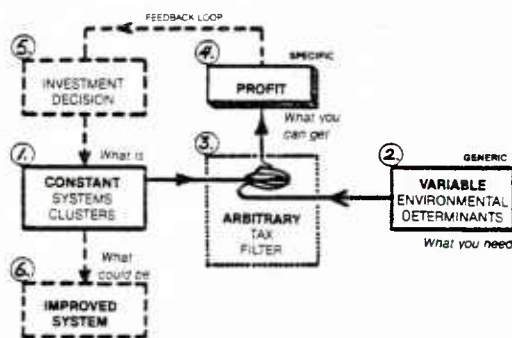 FEEDBACK LOOP
5.
INVESTMENT
DECISION
4.
SPECIFIC
PROFIT
What you
can get
1.
What is
CONSTANT
SYSTEMS
CLUSTERS
3.
ARBITRARY
TAX
FILTER
2.
GENERIC
VARIABLE
ENVIRONMENTAL
DETERMINANTS
What you need
What
could be
6.
IMPROVED
SYSTEM